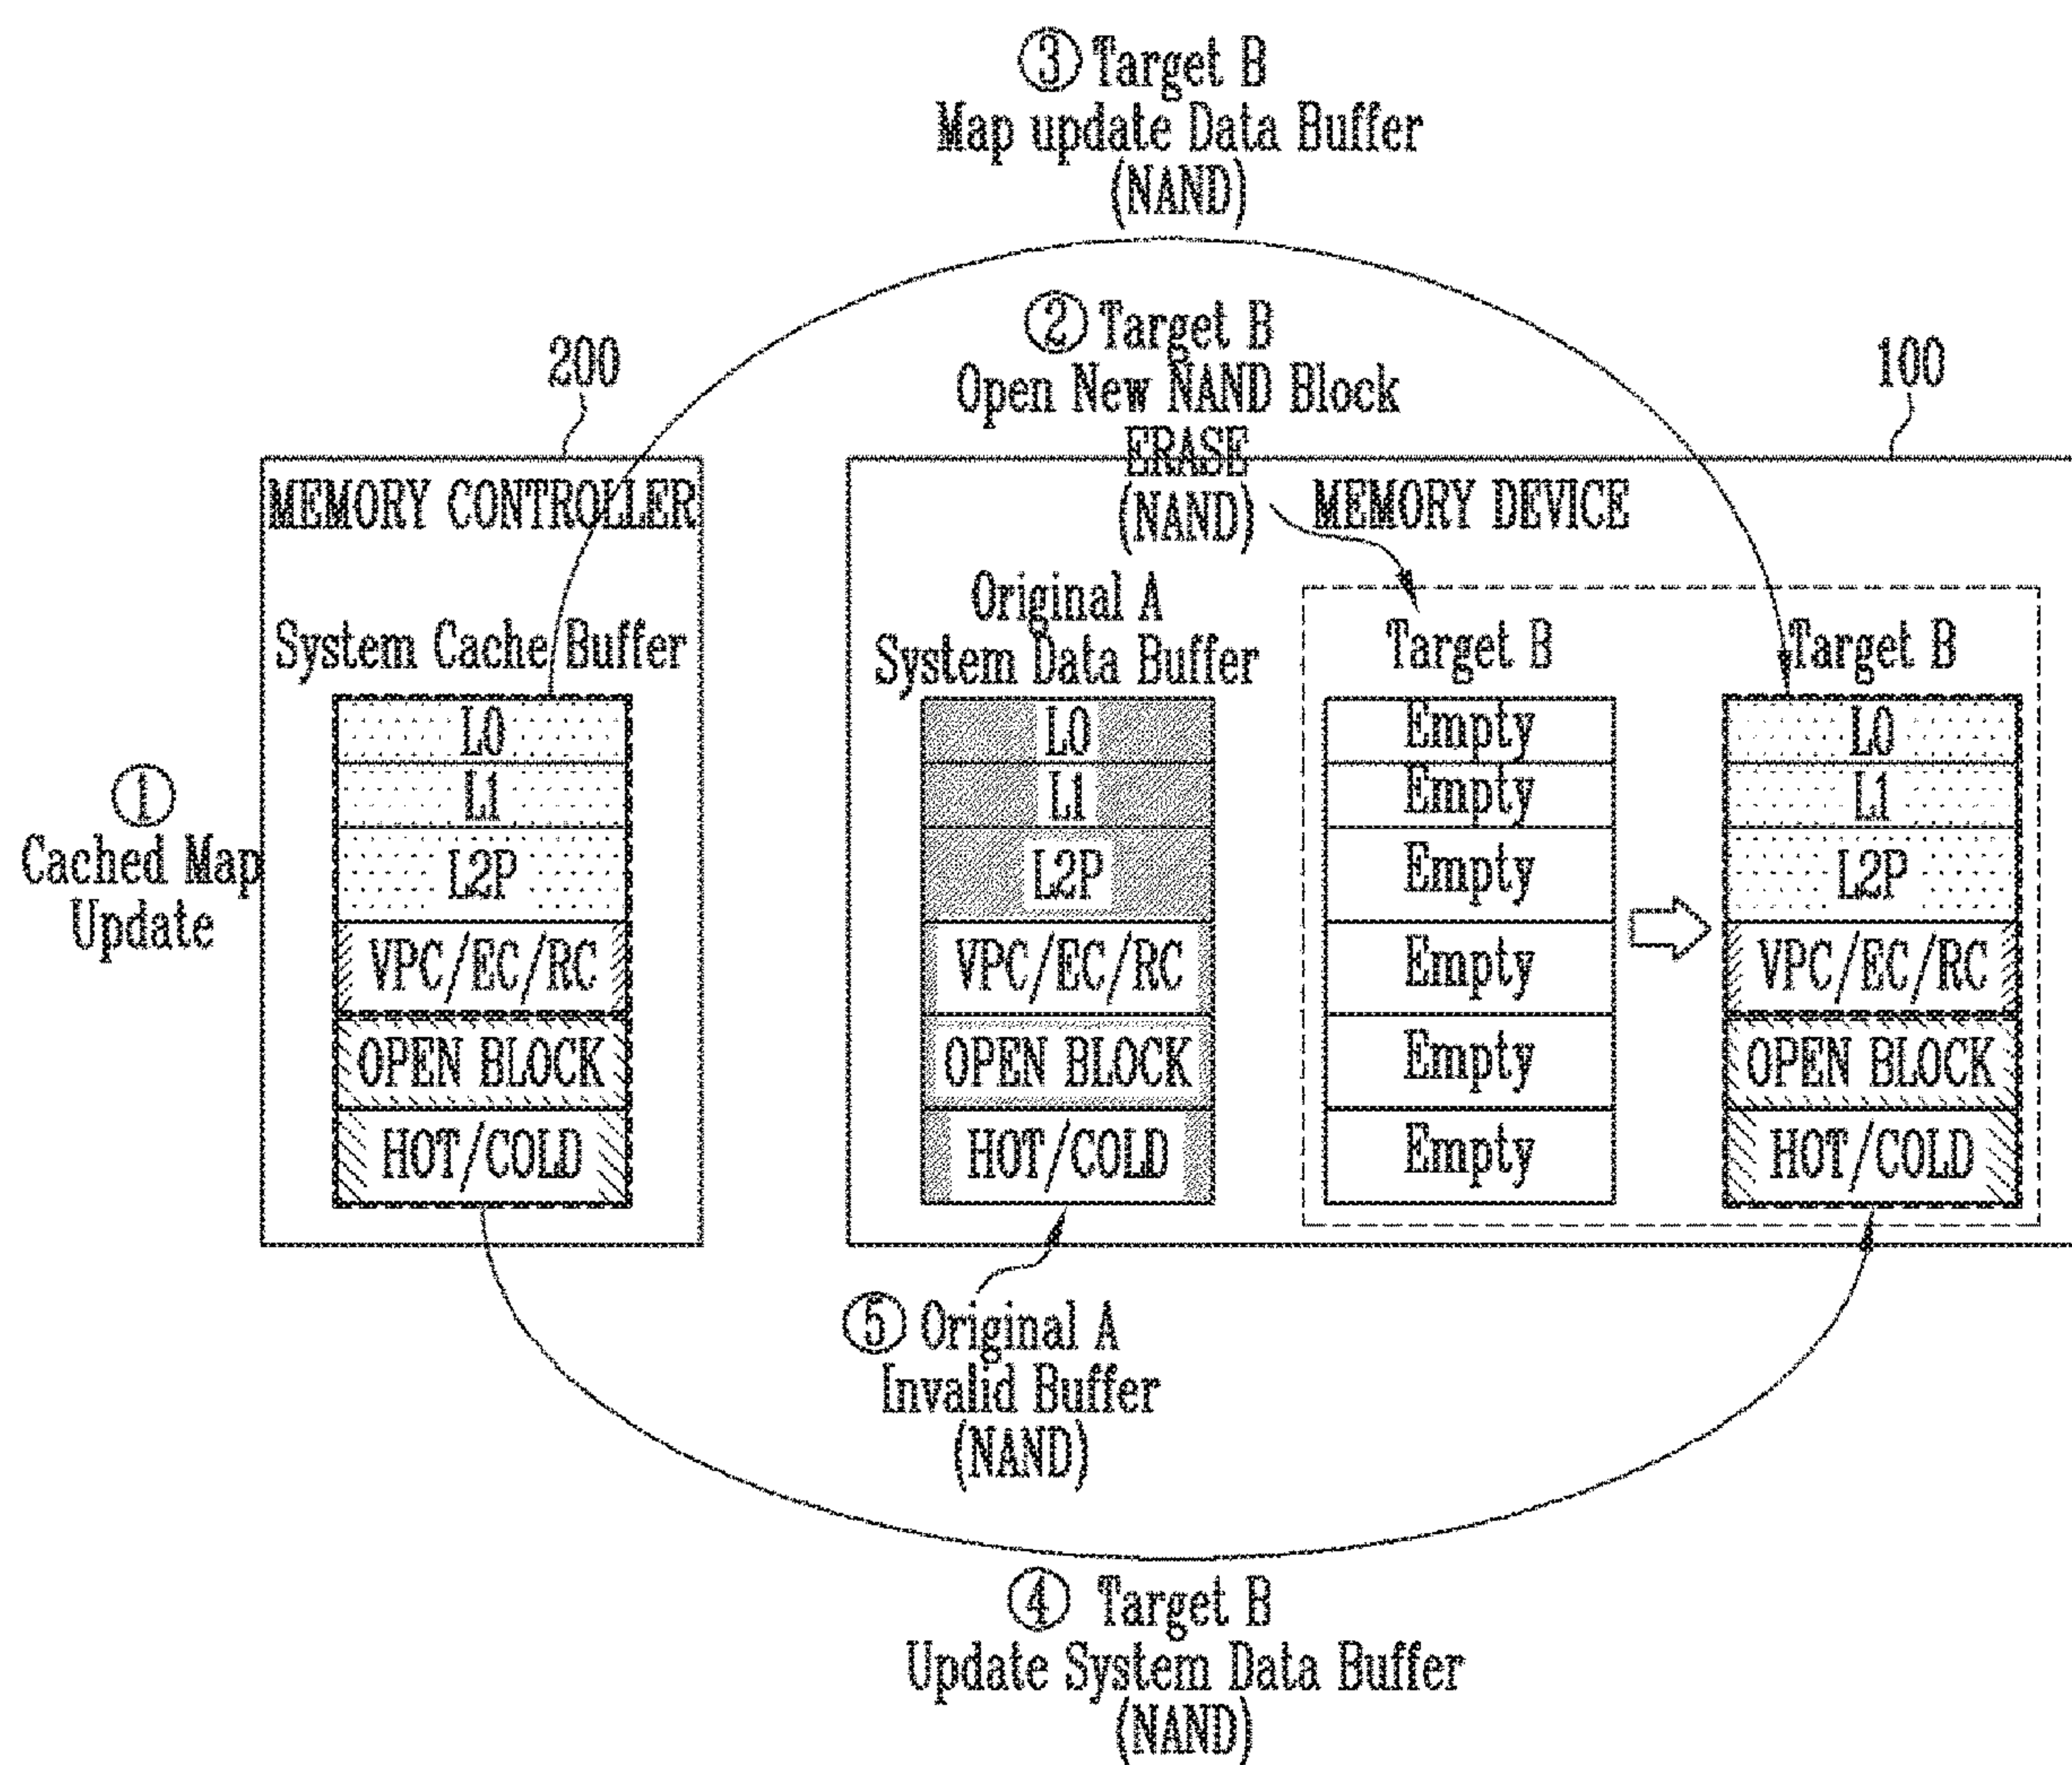 ③ Target B
Map update Data Buffer
(NAND)
② Target B
Open New NAND Block
ERASE
(NAND)
200
100
MEMORY CONTROLLER
MEMORY DEVICE
System Cache Buffer
Original A
System Data Buffer
Target B
Target B
① 
Cached Map
Update
L0
L1
L2P
VPC/EC/RC
OPEN BLOCK
HOT/COLD
L0
L1
L2P
VPC/EC/RC
OPEN BLOCK
HOT/COLD
Empty
Empty
Empty
Empty
Empty
Empty
L0
L1
L2P
VPC/EC/RC
OPEN BLOCK
HOT/COLD
⑤ Original A
Invalid Buffer
(NAND)
④ Target B
Update System Data Buffer
(NAND)